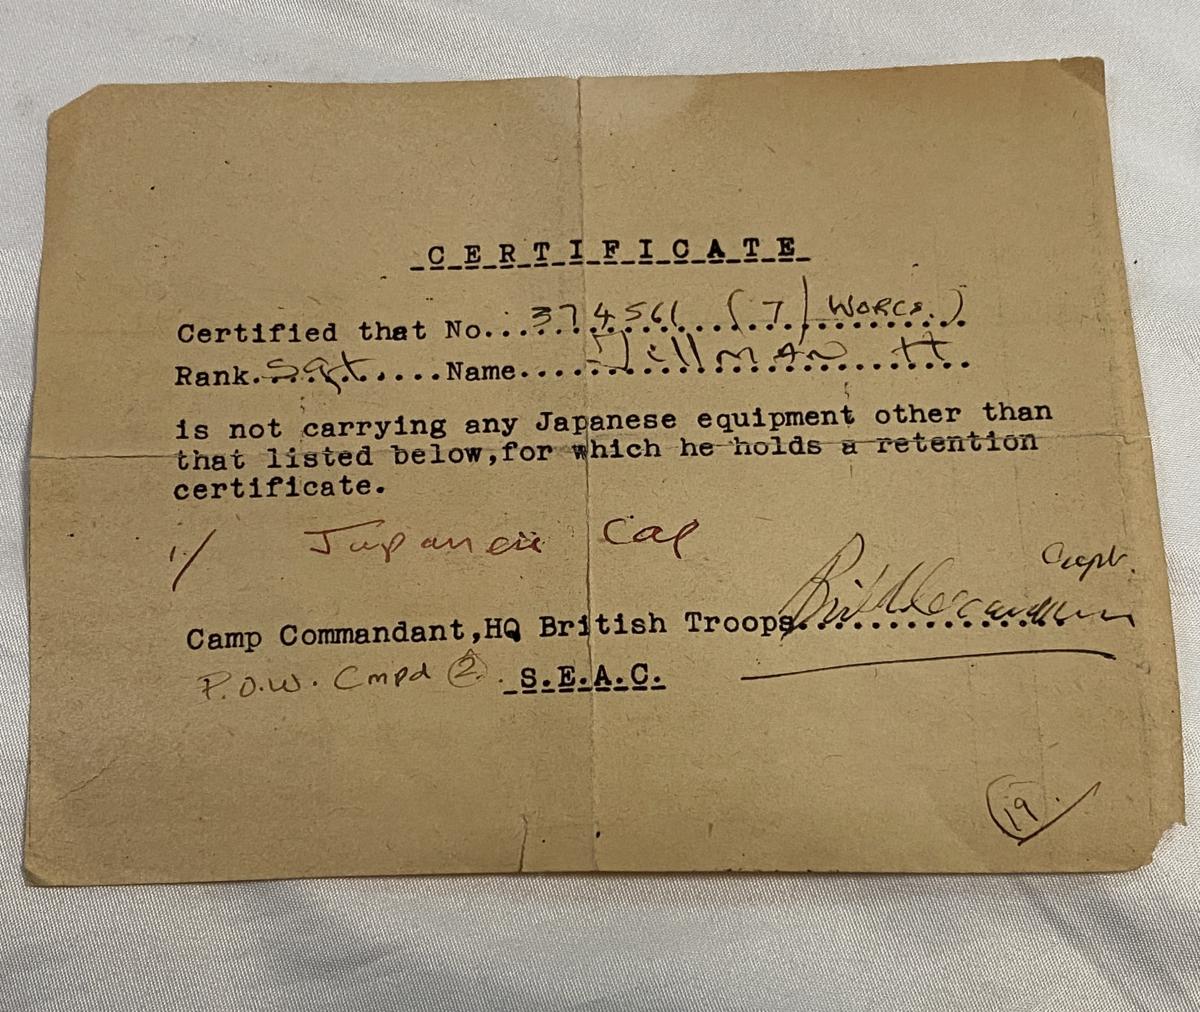 CERTIFICATE
Certified that No...374561 (7/WORCS.)
Rank.Sgt.....Name..... H
is not carrying any Japanese equipment other than
that listed below,for which he holds a retention
certificate.
1/ Japanese Cap
Capt.
Camp Commandant,HQ British Troops
P.O.W. Cmpd 2. S.E.A.C.
19.